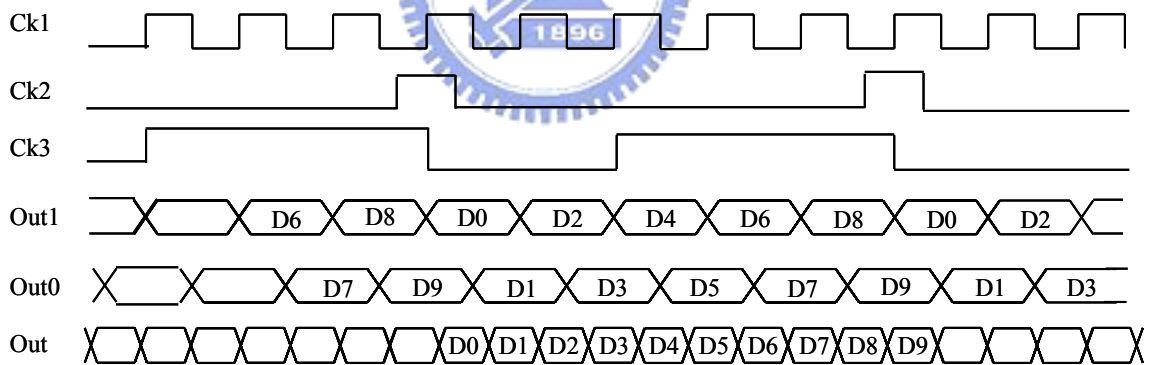 Ck1
1896
Ck2
Ck3
Out1 D6 D8 D0 D2 D4 D6 D8 D0 D2
Out0 D7 D9 D1 D3 D5 D7 D9 D1 D3
Out D0 D1 D2 D3 D4 D5 D6 D7 D8 D9